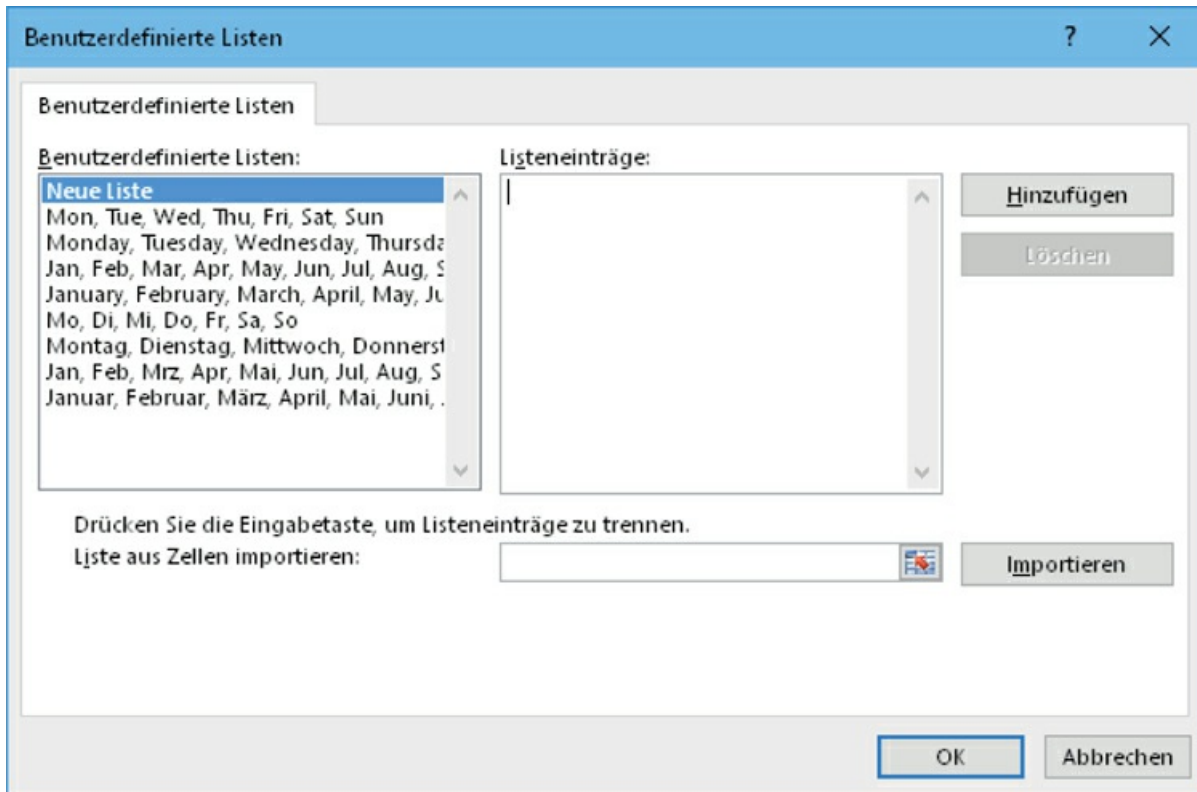 Benutzerdefinierte Listen ?
Benutzerdefinierte Listen
Benutzerdefinierte Listen:
Neue Liste
Mon, Tue, Wed, Thu, Fri, Sat, Sun
Monday, Tuesday, Wednesday, Thursda
Jan, Feb, Mar, Apr, May, Jun, Jul, Aug, S
January, February, March, April, May, Ju
Mo, Di, Mi, Do, Fr, Sa, So
Montag, Dienstag, Mittwoch, Donnerst
Jan, Feb, Mrz, Apr, Mai, Jun, Jul, Aug, S
Januar, Februar, März, April, Mai, Juni, .
Listeneinträge:
Hinzufügen
Löschen
Drücken Sie die Eingabetaste, um Listeneinträge zu trennen.
Liste aus Zellen importieren:
Importieren
OK
Abbrechen